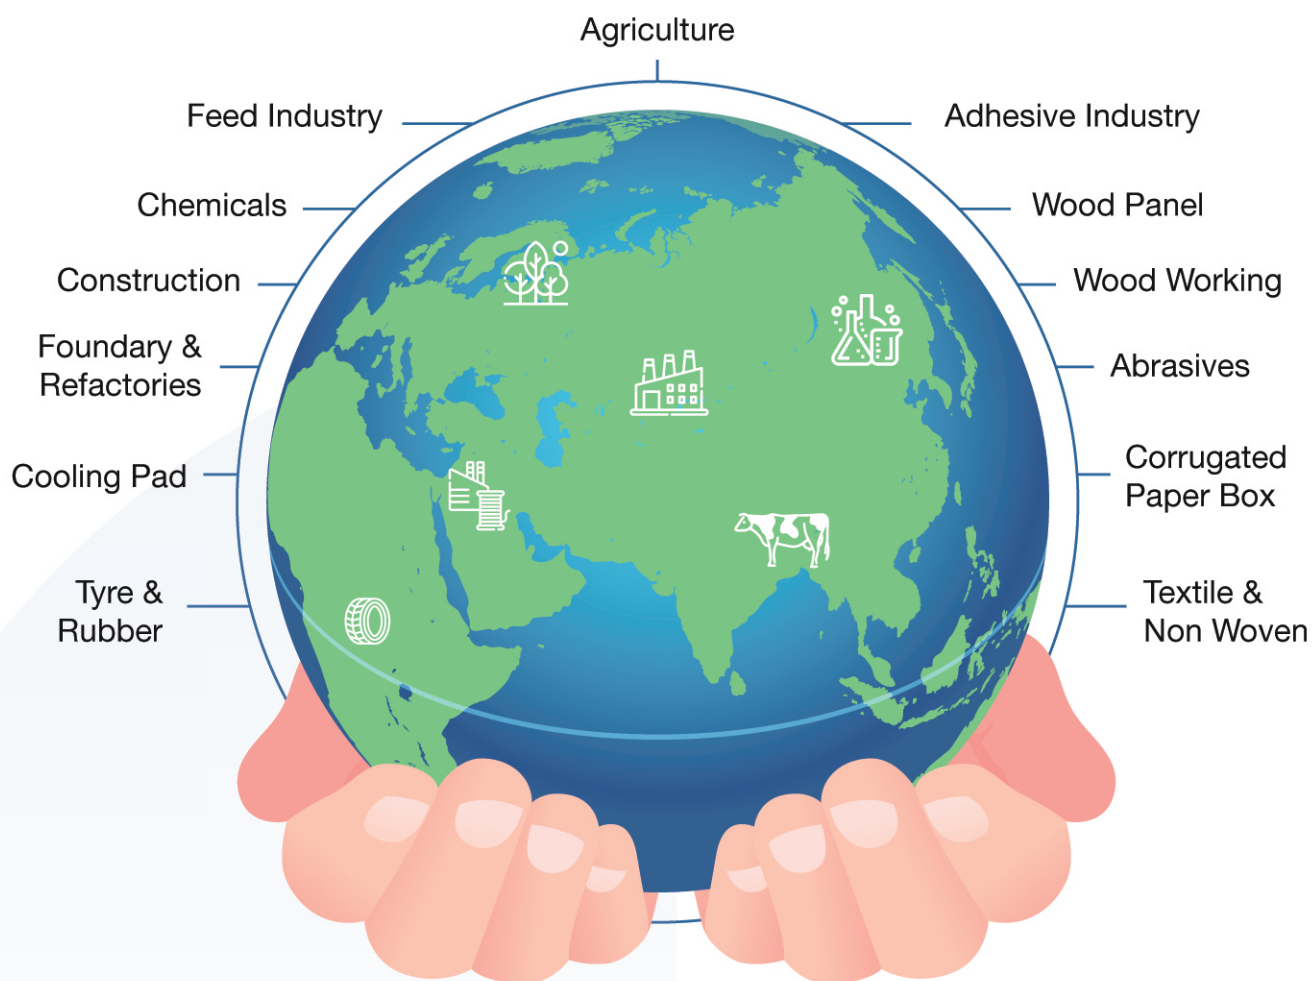 Agriculture
Feed Industry
Adhesive Industry
Chemicals
Wood Panel
Construction
Wood Working
Foundary &
Refactories
Abrasives
Cooling Pad
Corrugated
Paper Box
Tyre &
Rubber
Textile &
Non Woven